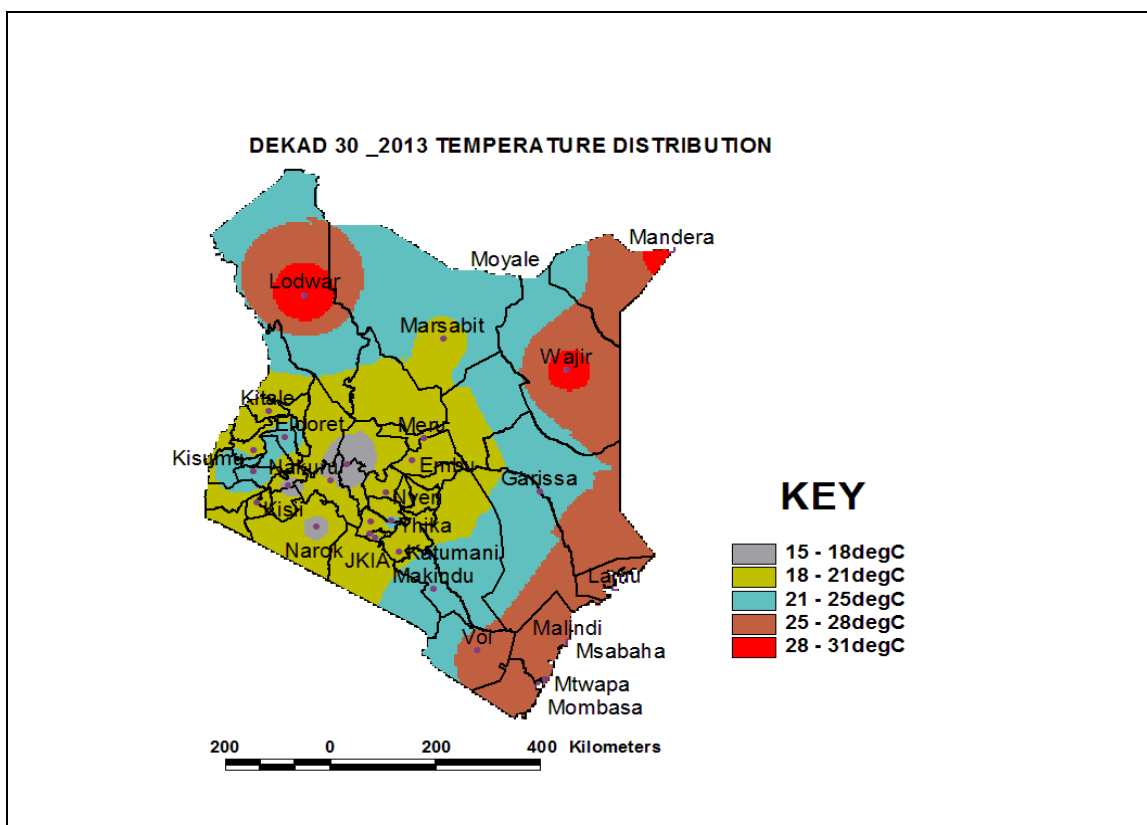 DEKAD 30 _2013 TEMPERATURE DISTRIBUTION
Mandera
Moyale
Lodwar
Marsabit
Wajir
Kitale
Eldoret
Meru
Kisumu
Nakuru
Embu
Garissa
Nyeri
Kisii
Thika
Narok
JKIA
Katumani
Makindu
Lamu
Voi
Malindi
Msabaha
Mtwapa
Mombasa
KEY
15 - 18degC
18 - 21degC
21 - 25degC
25 - 28degC
28 - 31degC
200 0 200 400 Kilometers